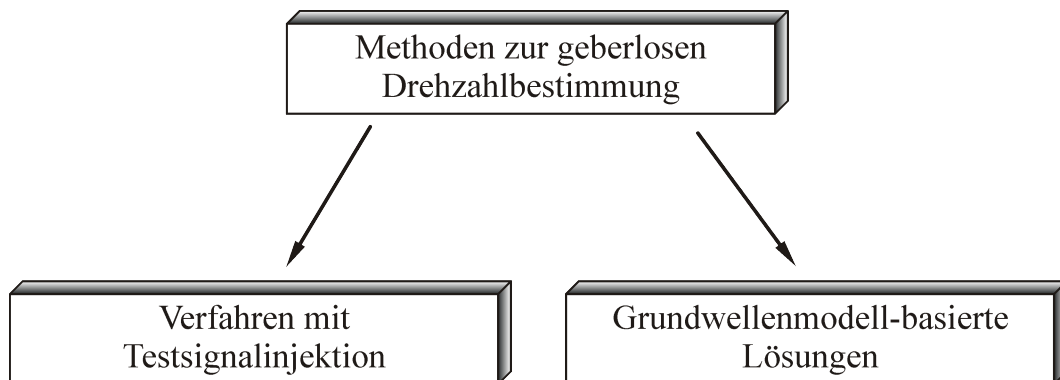 Methoden zur geberlosen
Drehzahlbestimmung
Verfahren mit
Testsignalinjektion
Grundwellenmodell-basierte
Lösungen